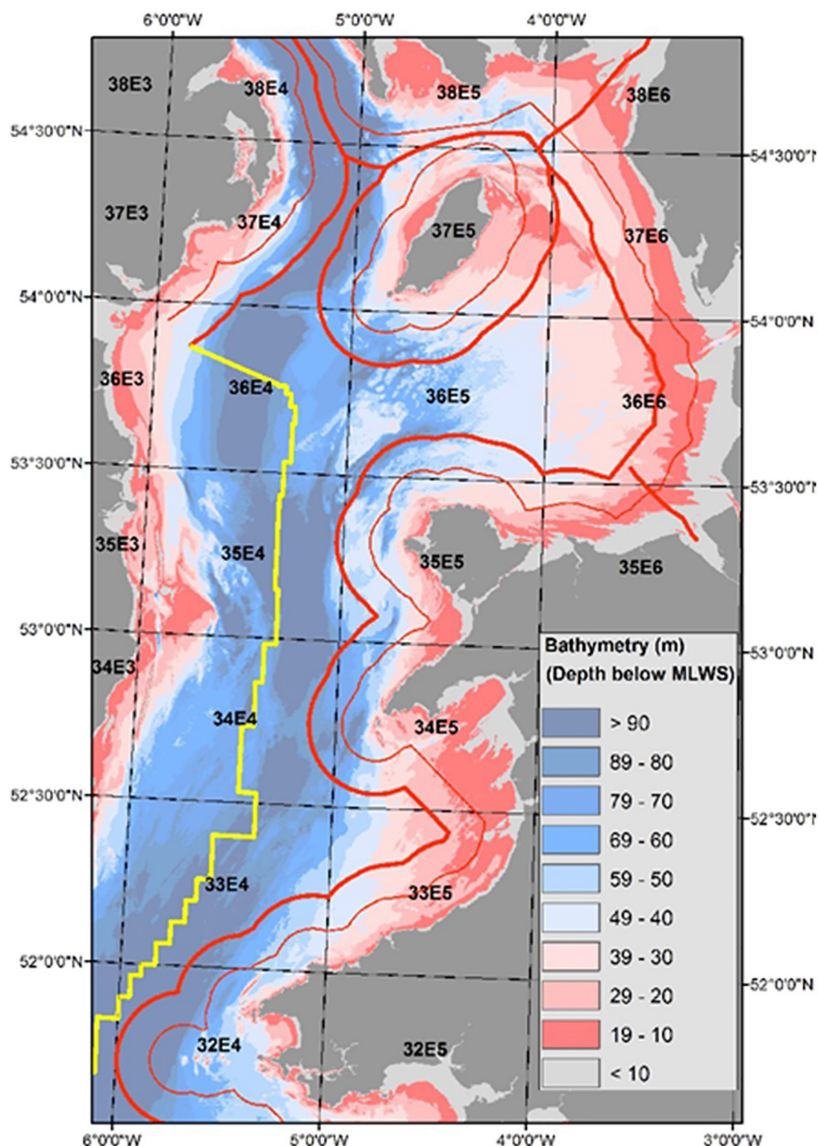 6°0'0"W 5°0'0"W 4°0'0"W
38E3 38E4 38E5 38E6
54°30'0"N 54°30'0"N
37E3 37E4 37E5 37E6
54°0'0"N 54°0'0"N
36E3 36E4 36E5 36E6
53°30'0"N 53°30'0"N
35E3 35E4 35E5 35E6
53°0'0"N 53°0'0"N
34E3 34E4 34E5
52°30'0"N
33E4 33E5
52°0'0"N 52°0'0"N
32E4 32E5
Bathymetry (m)
(Depth below MLWS)
> 90
89 - 80
79 - 70
69 - 60
59 - 50
49 - 40
39 - 30
29 - 20
19 - 10
< 10
52°30'0"N
6°0'0"W 5°0'0"W 4°0'0"W 3°0'0"W